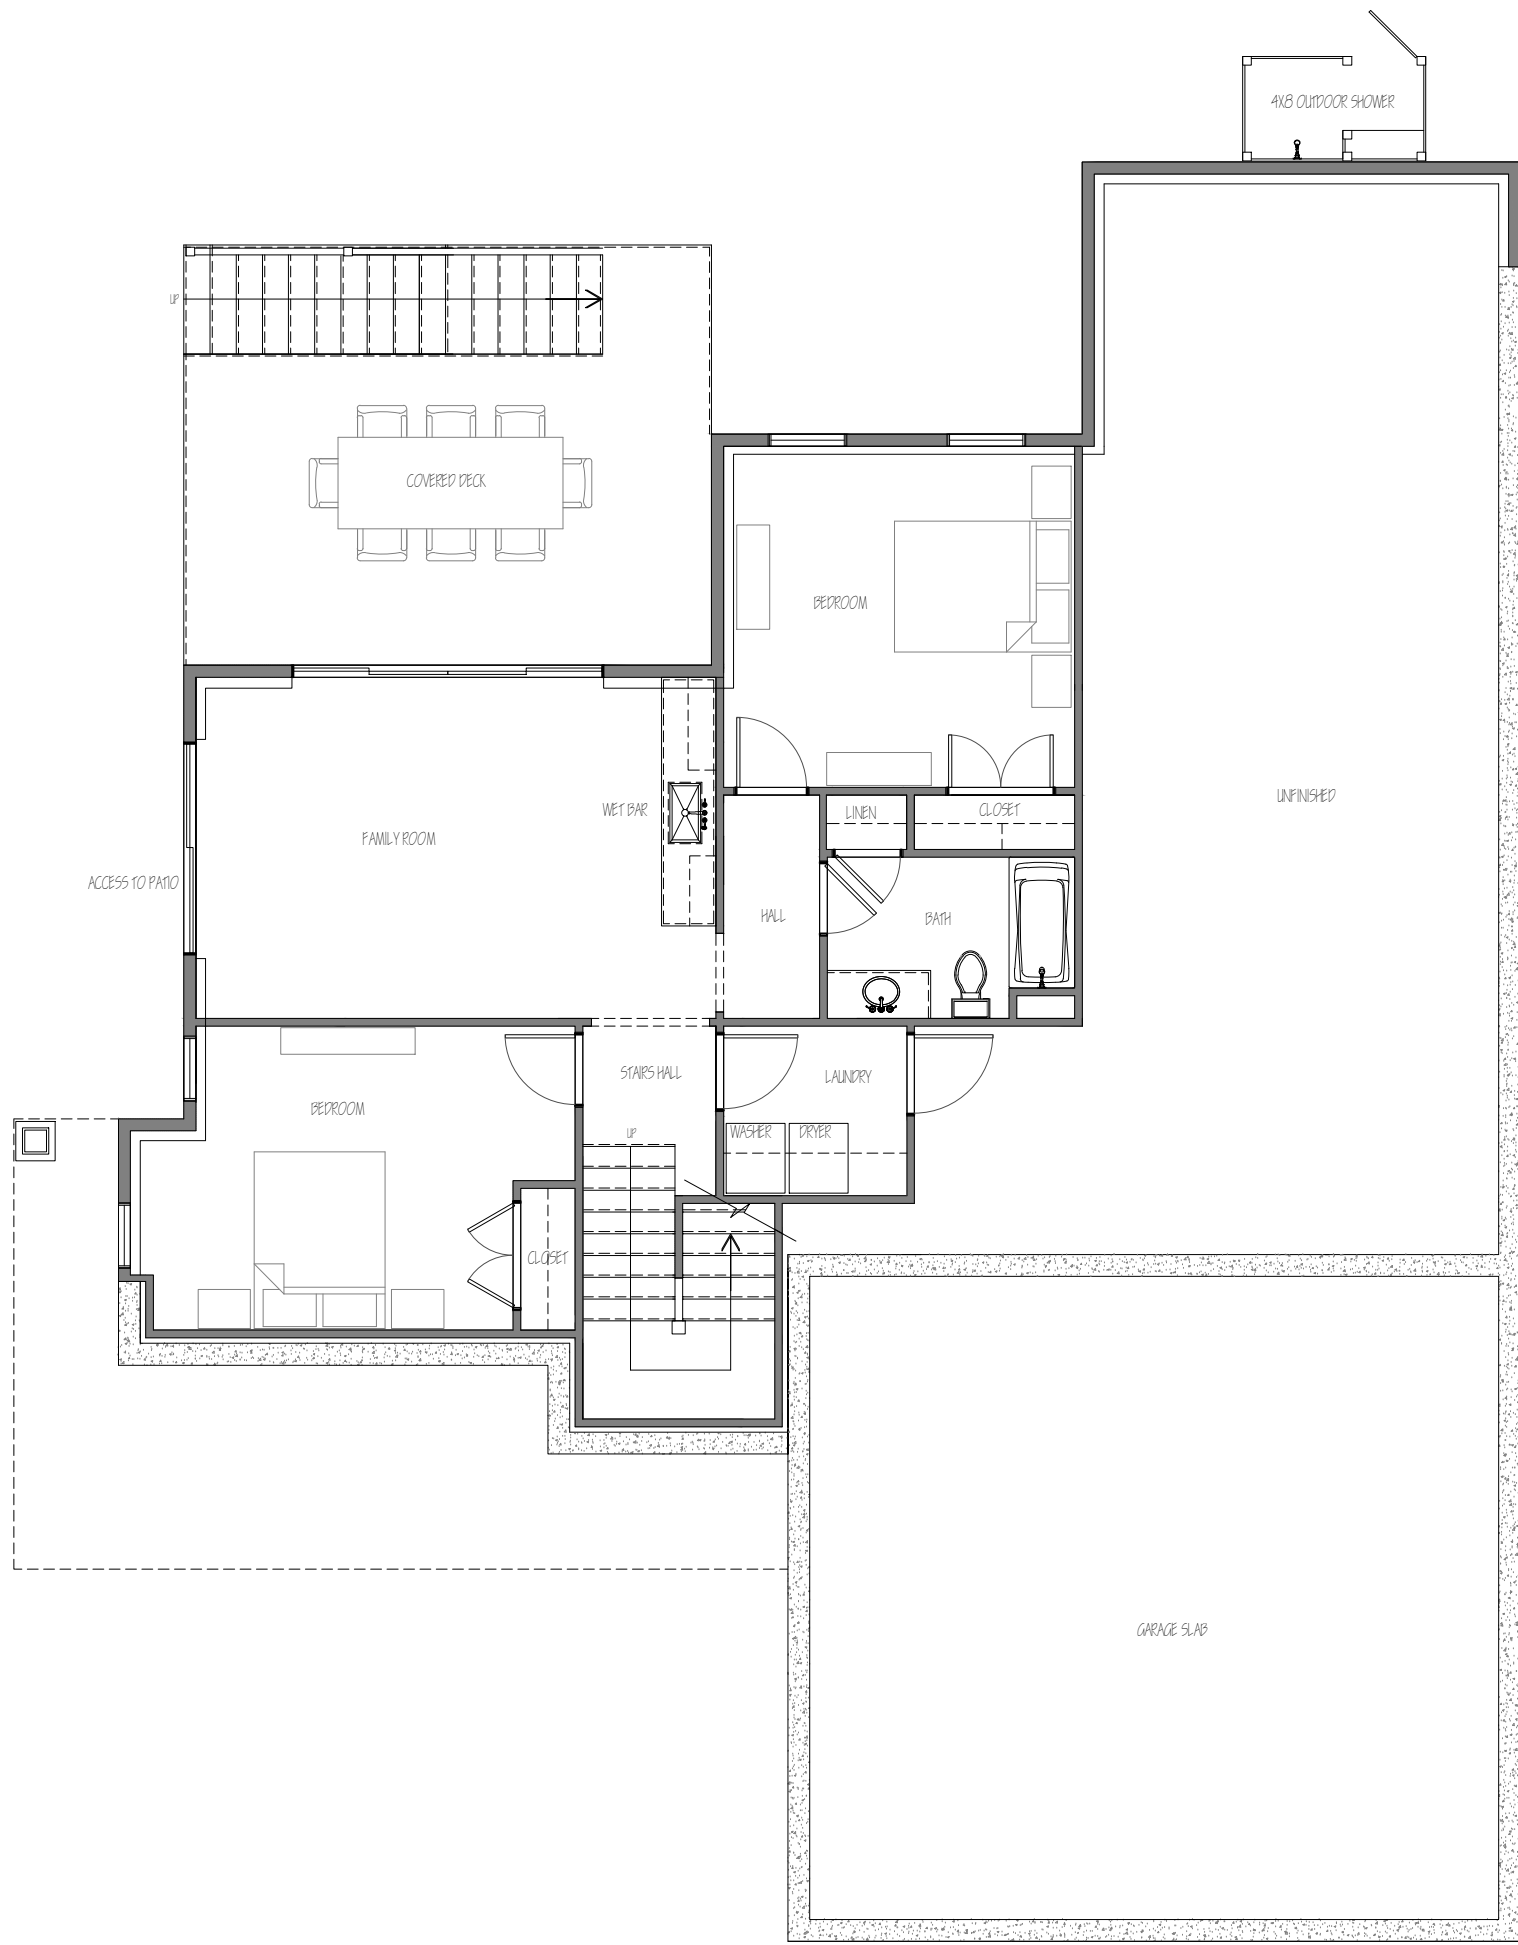 4X8 OUTDOOR SHOWER
UP
COVERED DECK
BEDROOM
UNFINISHED
WET BAR
LINEN
CLOSET
FAMILY ROOM
ACCESS TO PATIO
HALL
BATH
STAIRS HALL
LAUNDRY
BEDROOM
UP
WASHER
DRYER
CLOSET
GARAGE SLAB